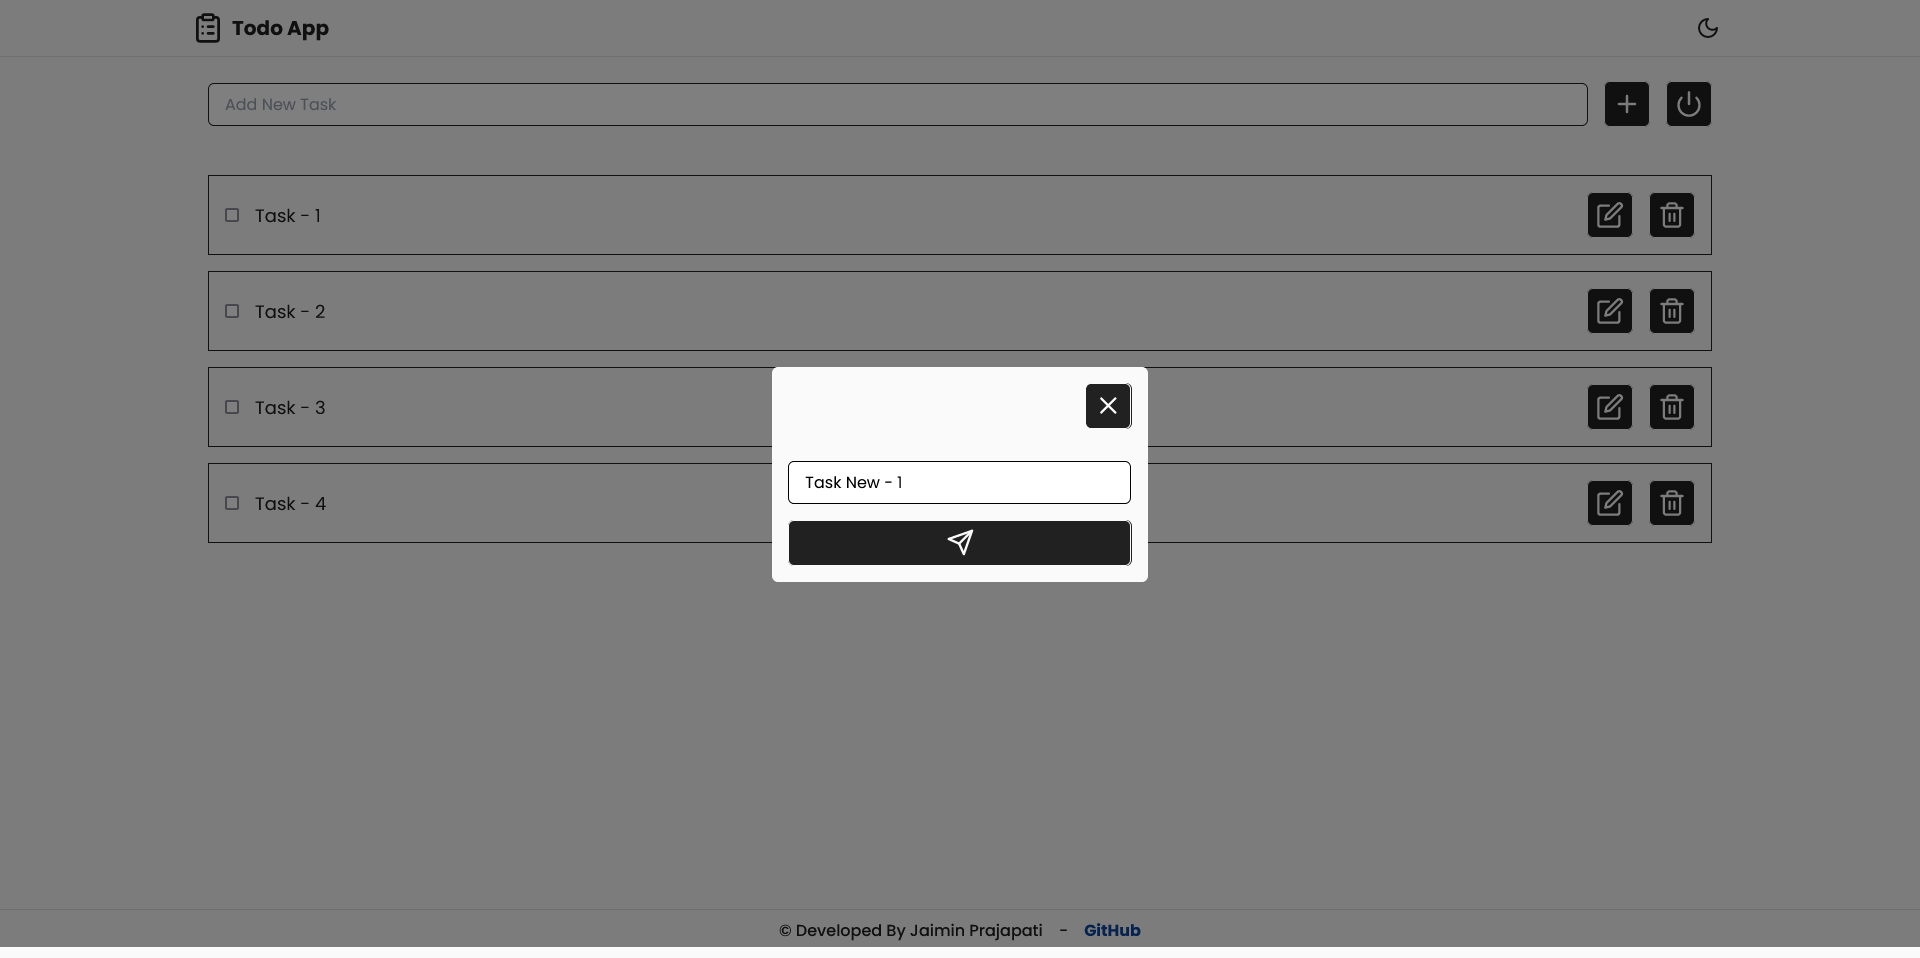 Todo App
Add New Task
Task - 1
Task - 2
Task - 3
Task New - 1
Task - 4
© Developed By Jaimin Prajapati - GitHub